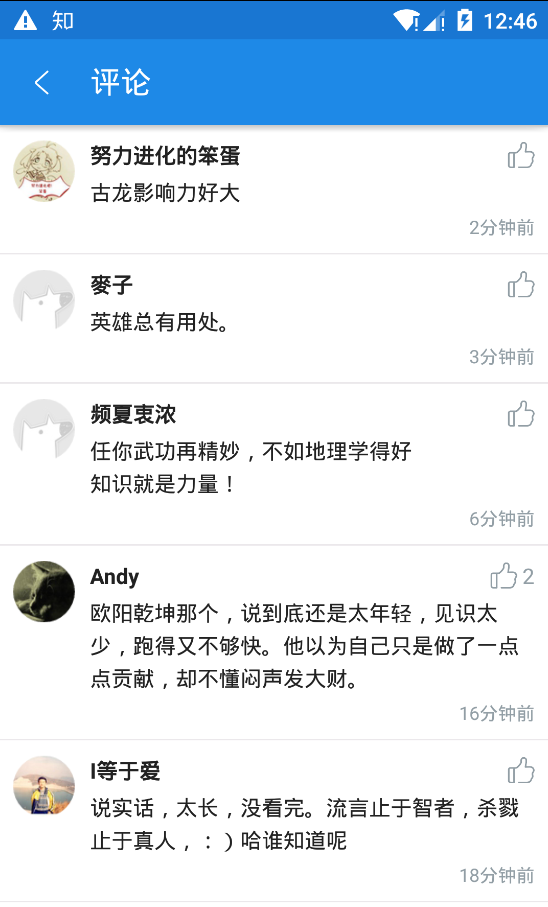 知 12:46
评论
努力进化的笨蛋
古龙影响力好大
2分钟前
麥子
英雄总有用处。
3分钟前
频夏衷浓
任你武功再精妙，不如地理学得好
知识就是力量！
6分钟前
Andy 2
欧阳乾坤那个，说到底还是太年轻，见识太
少，跑得又不够快。他以为自己只是做了一点
点贡献，却不懂闷声发大财。
16分钟前
I等于爱
说实话，太长，没看完。流言止于智者，杀戮
止于真人，：）哈谁知道呢
18分钟前